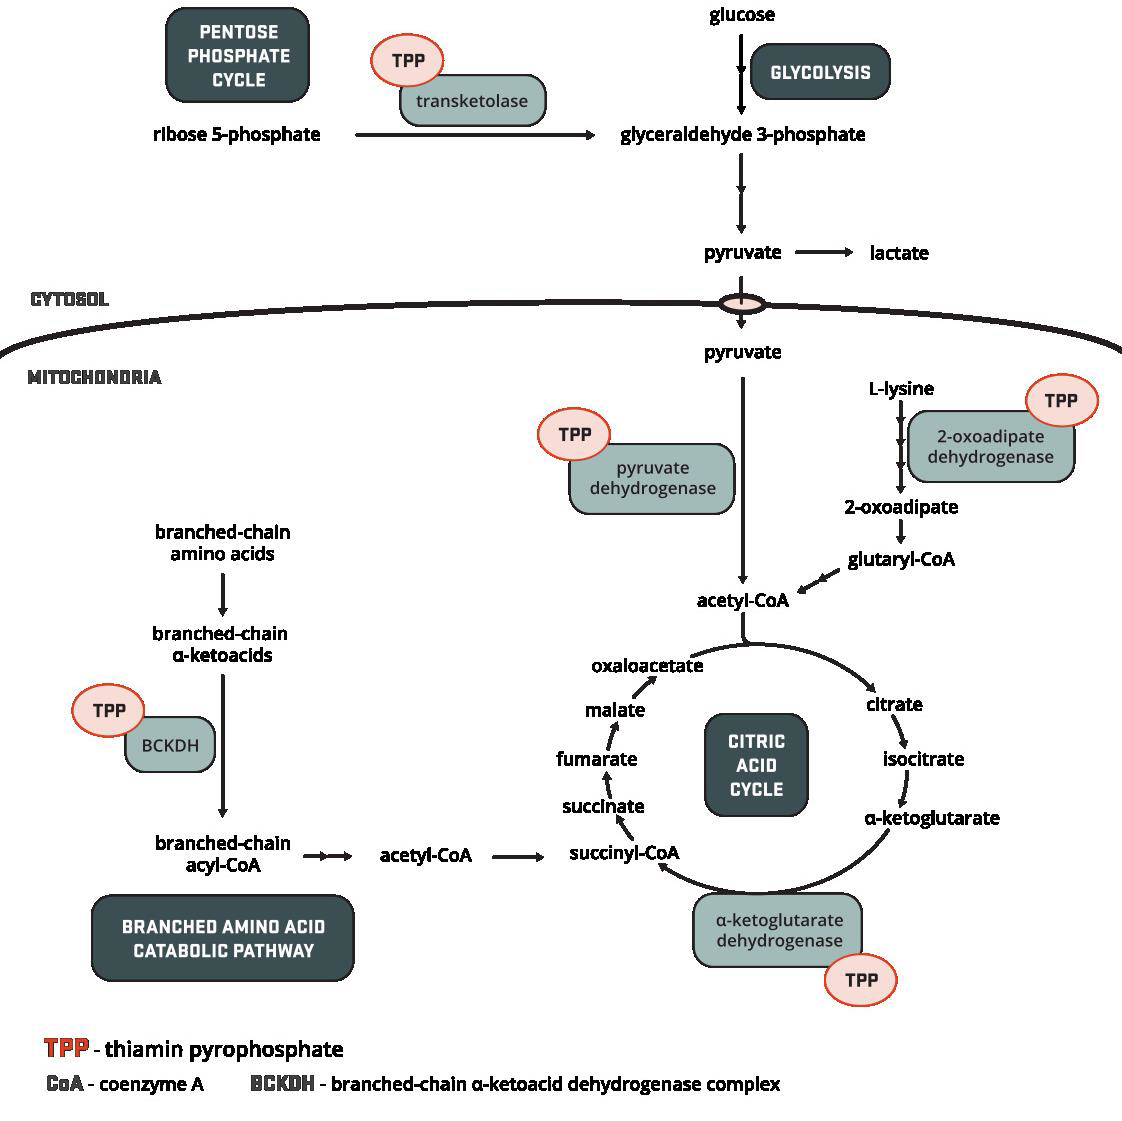 PENTOSE
PHOSPHATE
CYCLE
TPP
transketolase
glucose
GLYCOLYSIS
ribose 5-phosphate
glyceraldehyde 3-phosphate
pyruvate
lactate
CYTOSOL
MITOCHONDRIA
pyruvate
L-lysine
TPP
2-oxoadipate
dehydrogenase
TPP
pyruvate
dehydrogenase
2-oxoadipate
glutaryl-CoA
acetyl-CoA
branched-chain
amino acids
branched-chain
α-ketoacids
TPP
BCKDH
branched-chain
acyl-CoA
acetyl-CoA
BRANCHED AMINO ACID
CATABOLIC PATHWAY
oxaloacetate
malate
fumarate
succinate
succinyl-CoA
CITRIC
ACID
CYCLE
citrate
isocitrate
α-ketoglutarate
α-ketoglutarate
dehydrogenase
TPP
TPP - thiamin pyrophosphate
CoA - coenzyme A
BCKDH - branched-chain α-ketoacid dehydrogenase complex